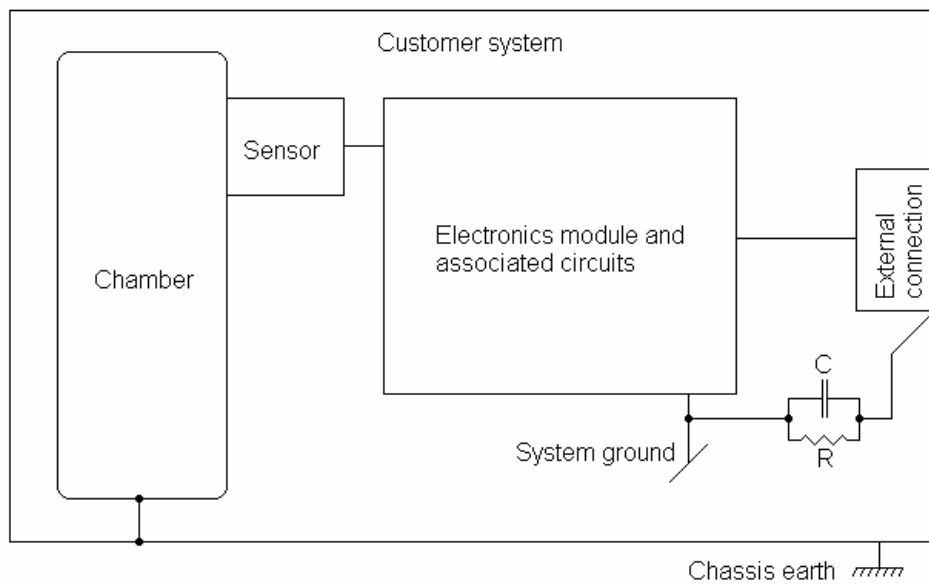 Customer system
Sensor
Chamber
Electronics module and
associated circuits
External
connection
C
R
System ground
Chassis earth